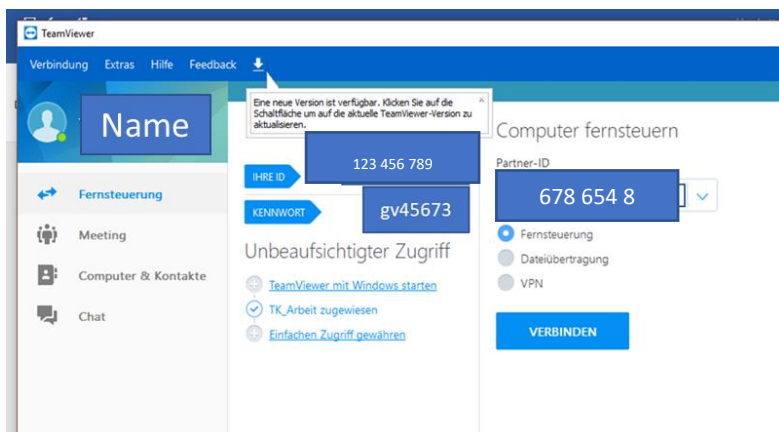 TeamViewer
Verbindung Extras Hilfe Feedback
Eine neue Version ist verfügbar. Klicken Sie auf die
Schaltfläche um auf die aktuelle TeamViewer-Version zu
aktualisieren.
Name
Fernsteuerung
Meeting
Computer & Kontakte
Chat
IHRE ID
123 456 789
KENNWORT
gv45673
Unbeaufsichtigter Zugriff
TeamViewer mit Windows starten
TK_Arbeit zugewiesen
Einfachen Zugriff gewähren
Computer fernsteuern
Partner-ID
678 654 8
Fernsteuerung
Dateiübertragung
VPN
VERBINDEN